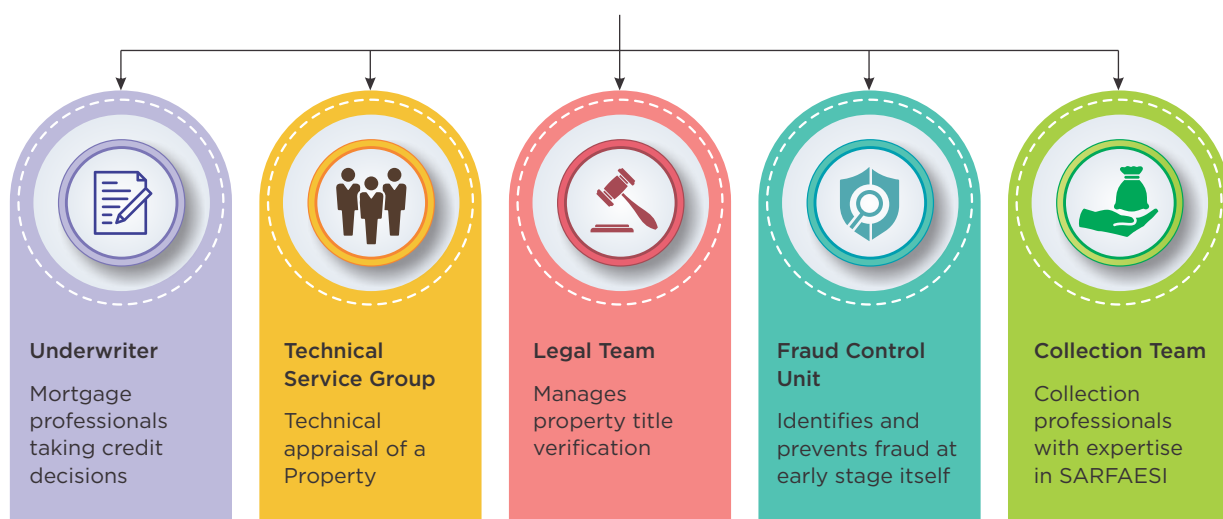 Underwriter
Mortgage
professionals
taking credit
decisions
Technical
Service Group
Technical
appraisal of a
Property
Legal Team
Manages
property title
verification
Fraud Control
Unit
Identifies and
prevents fraud at
early stage itself
Collection Team
Collection
professionals
with expertise
in SARFAESI